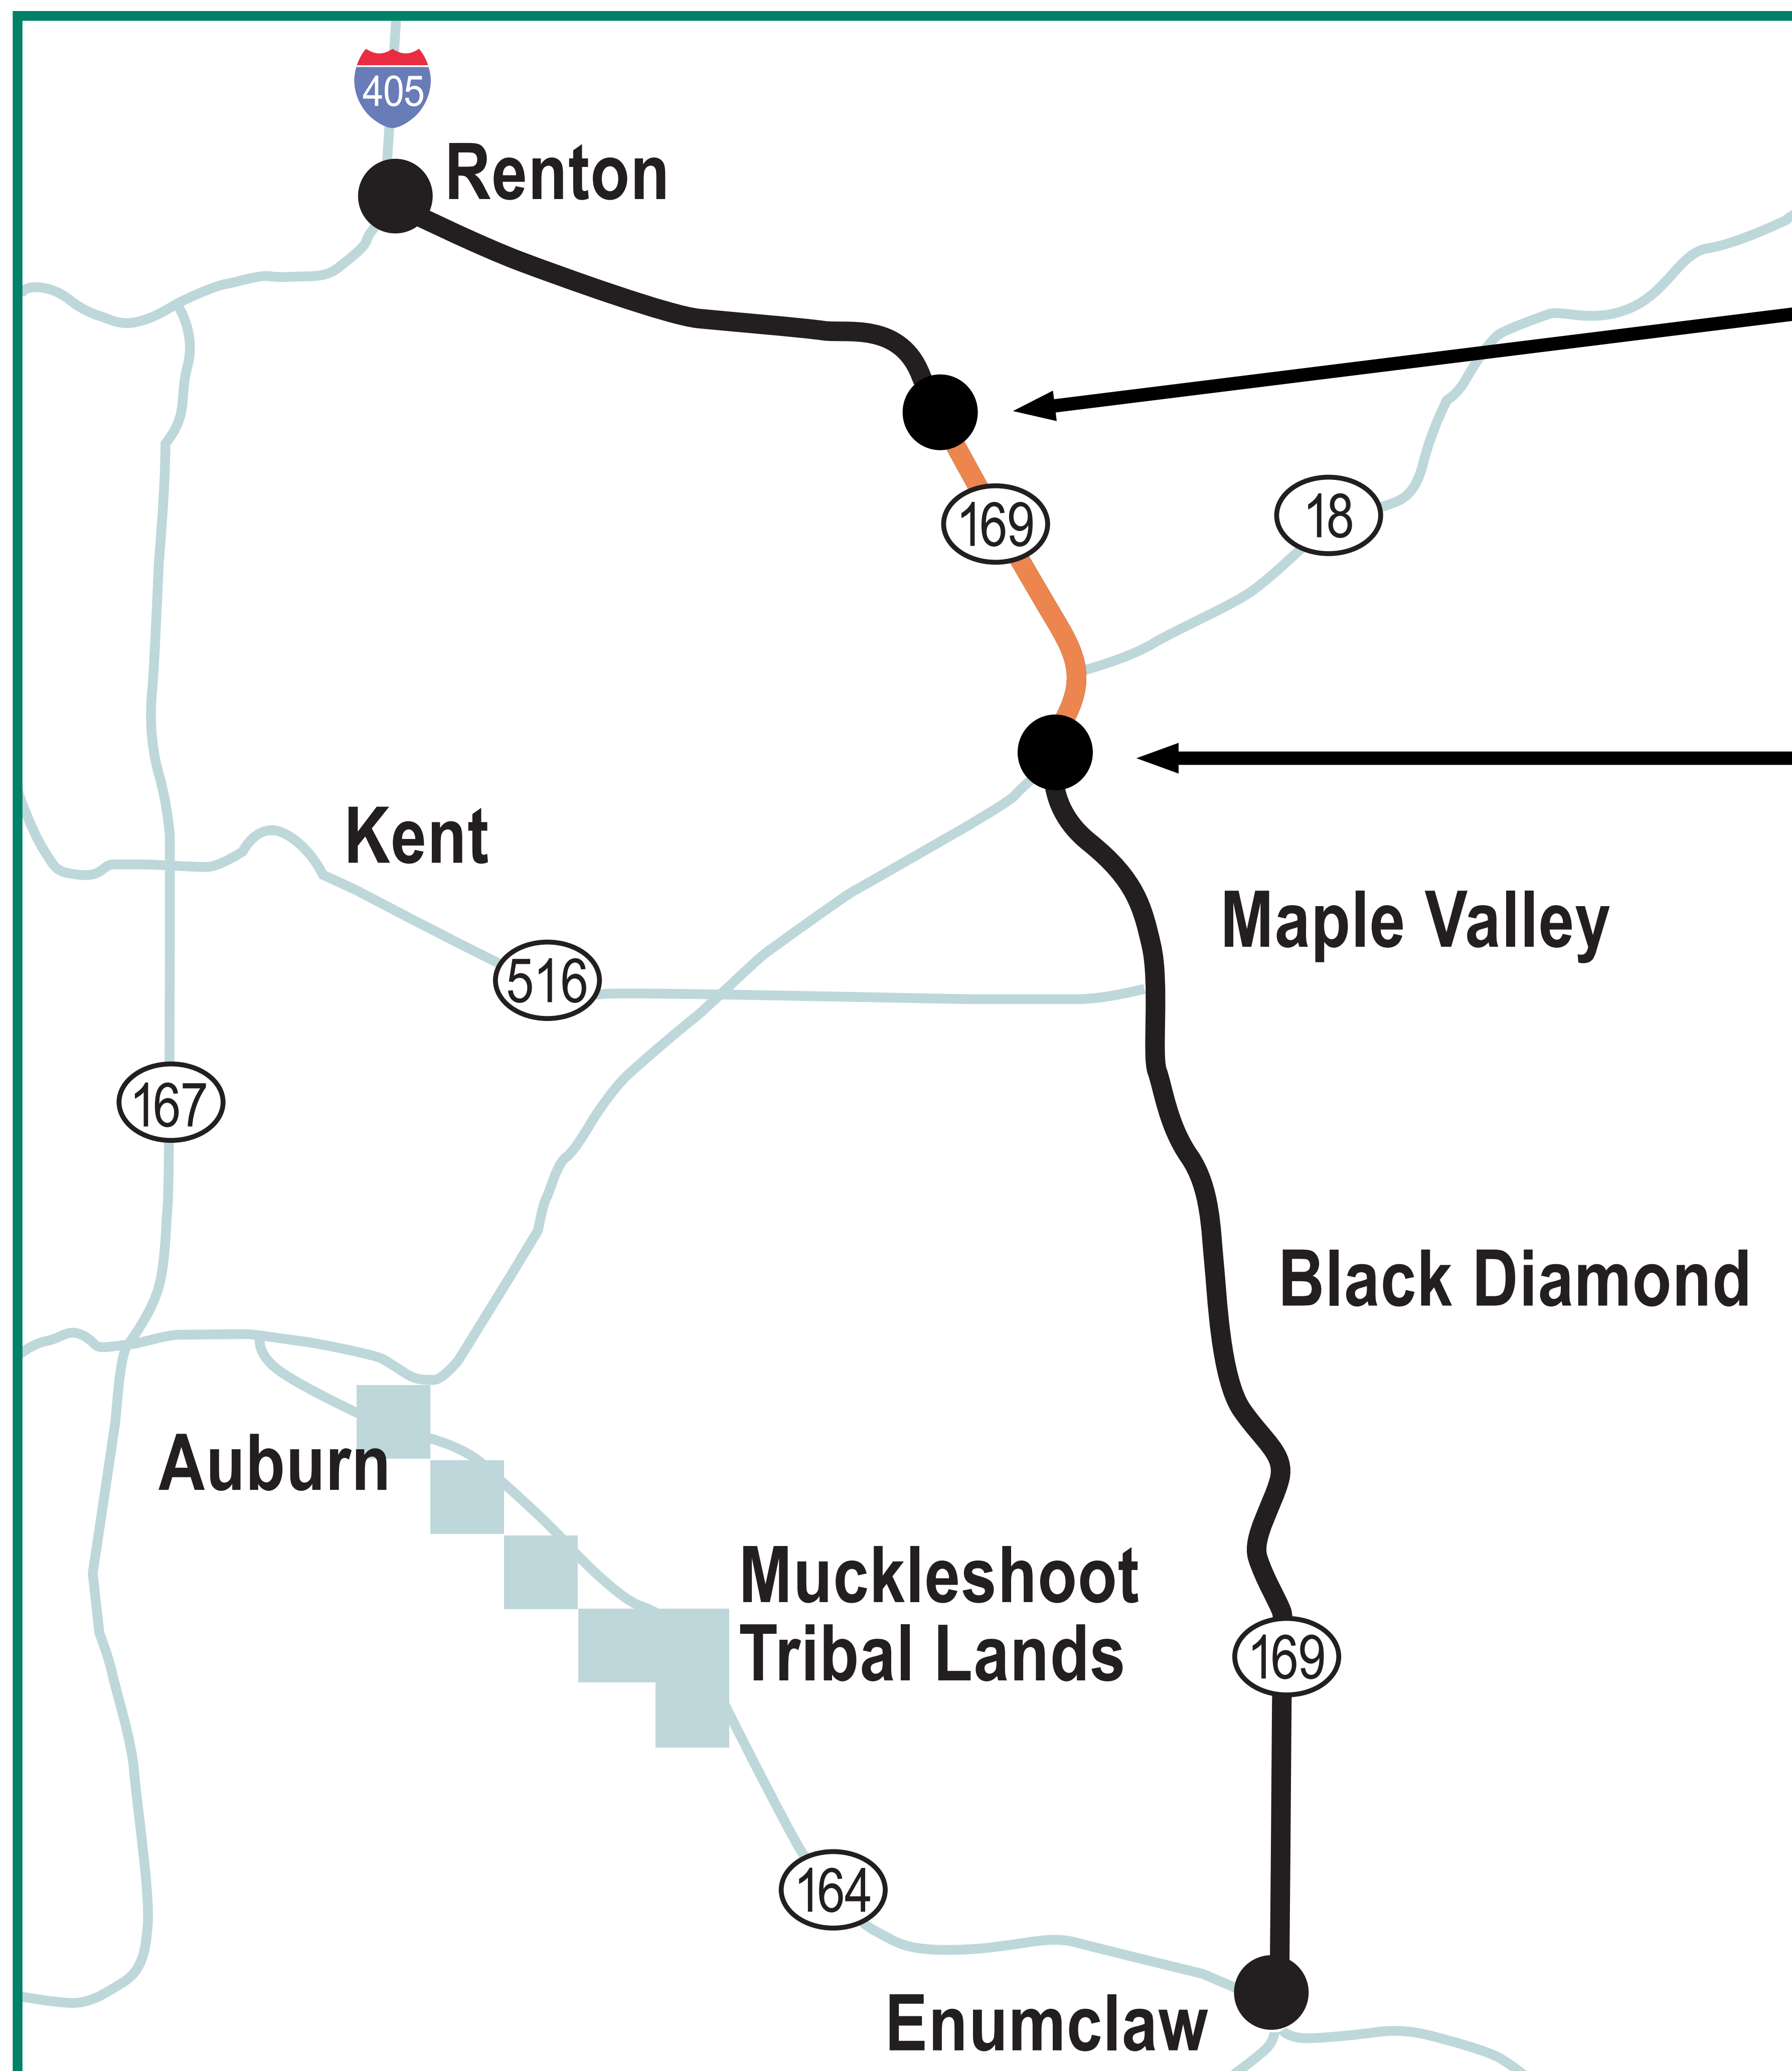 405
Renton
169
18
Kent
Maple Valley
516
167
Black Diamond
Auburn
Muckleshoot
Tribal Lands
169
164
Enumclaw